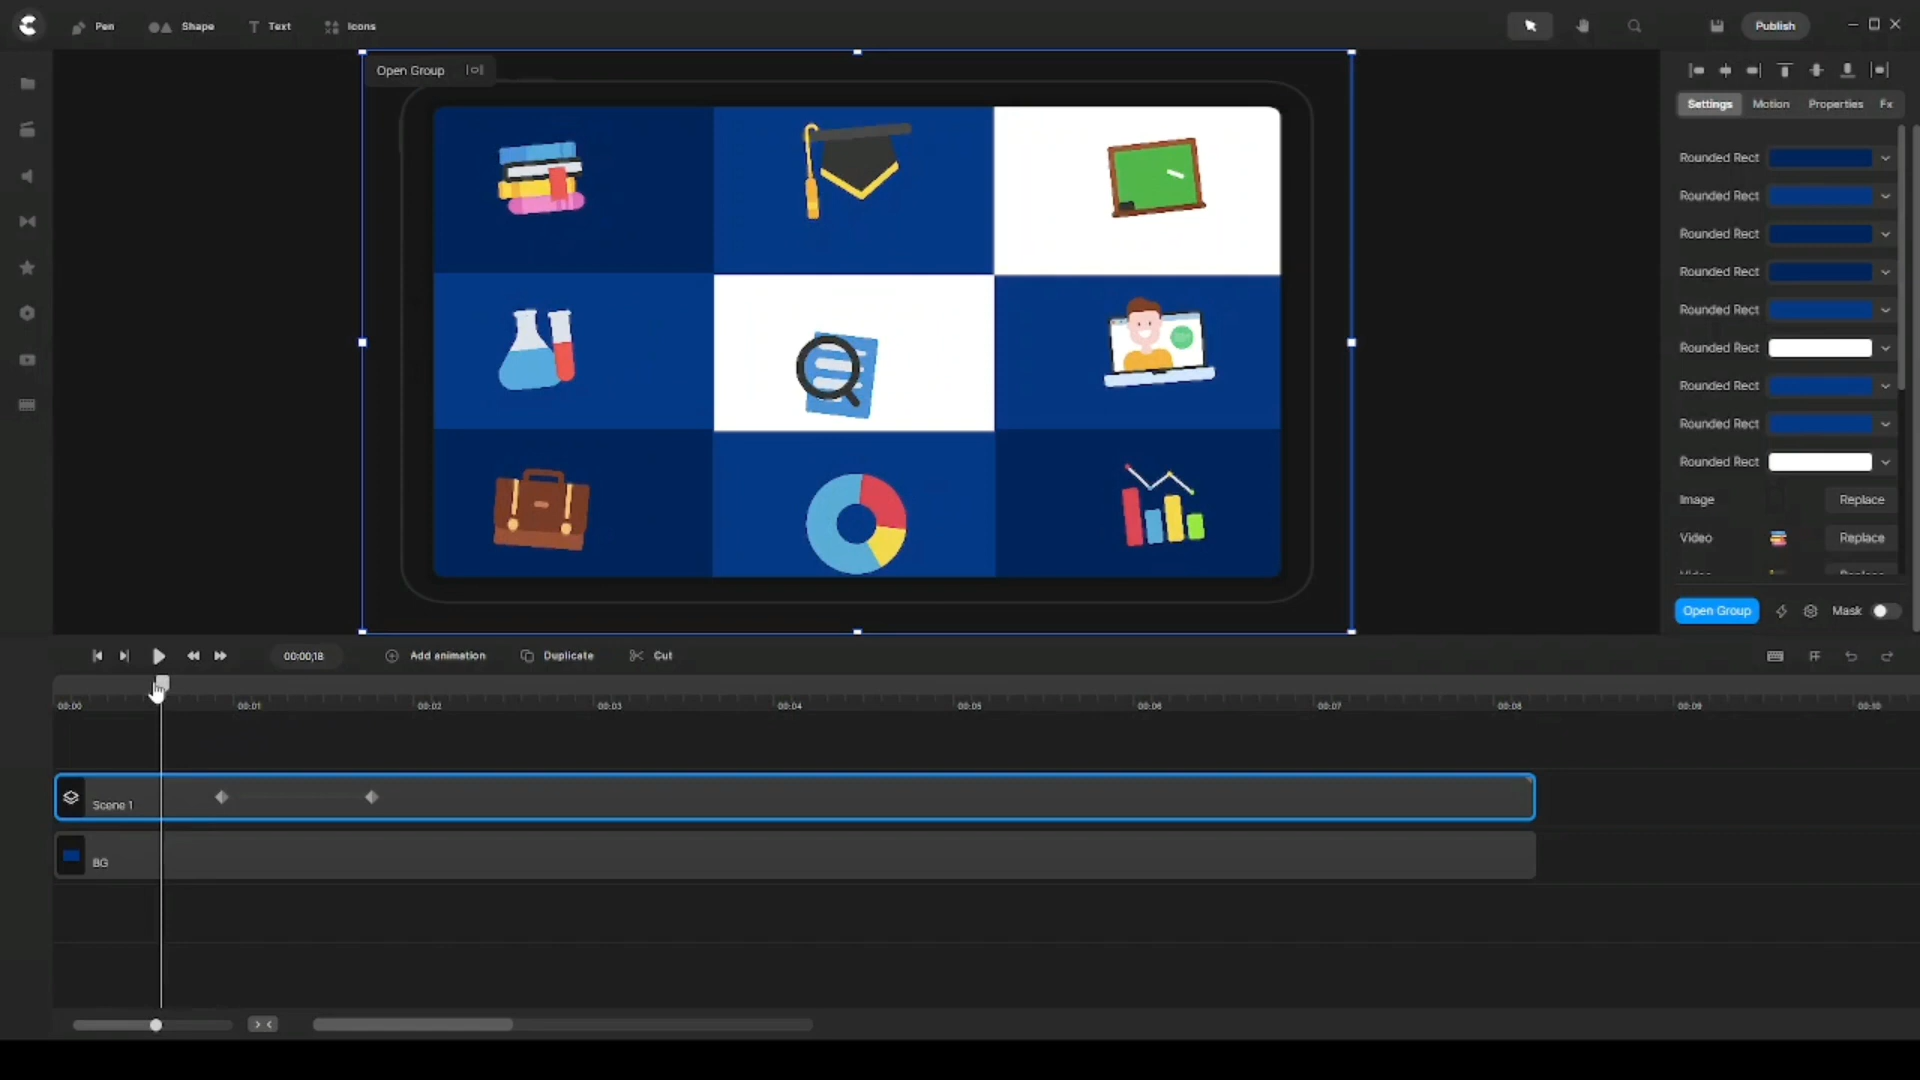 Pen Shape Text Icons Publish
Open Group
Settings Motion Properties Fx
Rounded Rect
Rounded Rect
Rounded Rect
Rounded Rect
Rounded Rect
Rounded Rect
Rounded Rect
Rounded Rect
Rounded Rect
Image Replace
Video Replace
Open Group Mask
00:00;18 Add animation Duplicate Cut
00:00 00:01 00:02 00:03 00:04 00:05 00:06 00:07 00:08 00:09 00:10
Scene 1
BG